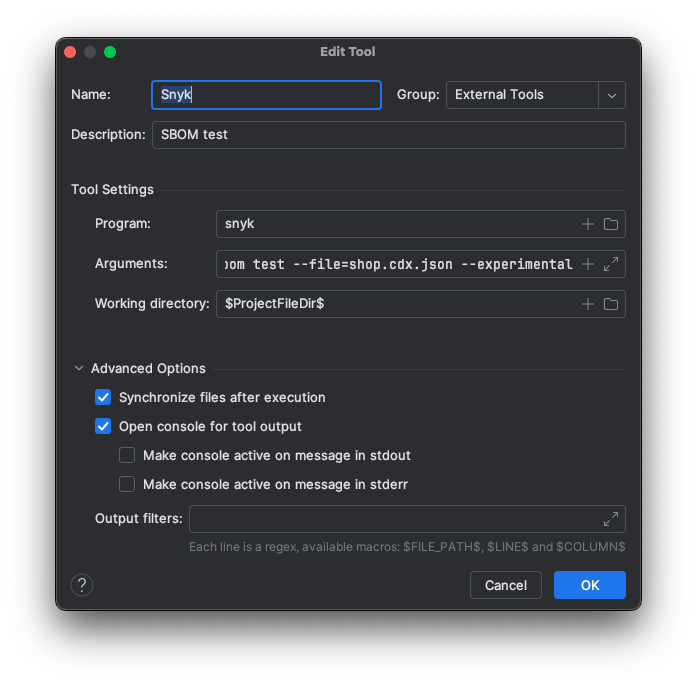 Edit Tool
Name: Snyk Group: External Tools
Description: SBOM test
Tool Settings
Program: snyk
Arguments: om test --file=shop.cdx.json --experimental
Working directory: $ProjectFileDir$
Advanced Options
Synchronize files after execution
Open console for tool output
Make console active on message in stdout
Make console active on message in stderr
Output filters:
Each line is a regex, available macros: $FILE_PATH$, $LINE$ and $COLUMN$
? Cancel OK